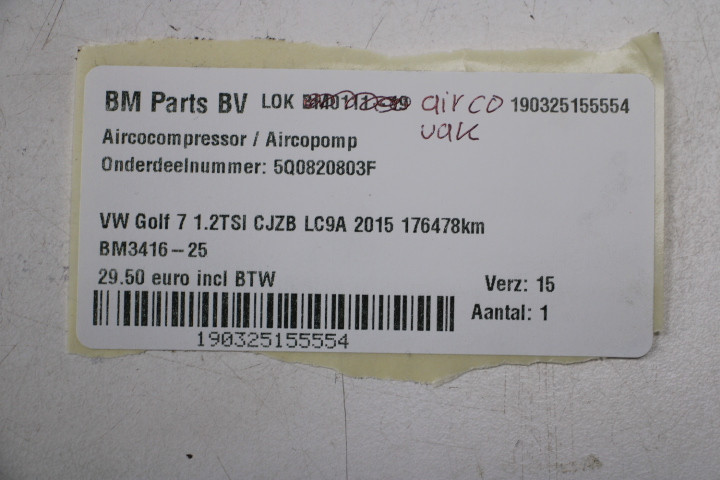 BM Parts BV LOK airco 190325155554
vak
Aircocompressor / Aircopomp
Onderdeelnummer: 5Q0820803F
VW Golf 7 1.2TSI CJZB LC9A 2015 176478km
BM3416-25
29.50 euro incl BTW Verz: 15
Aantal: 1
190325155554